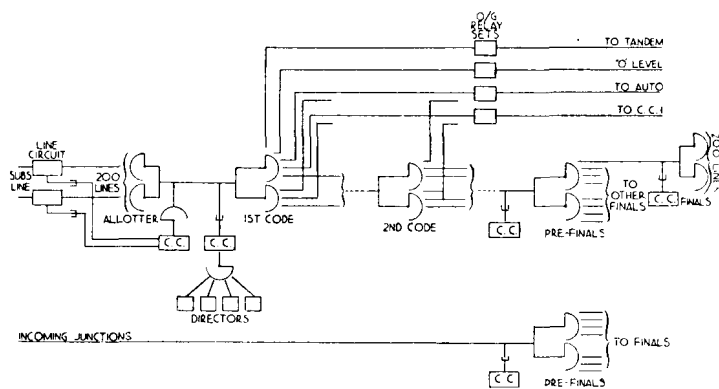 O/G
RELAY
SETS
TO TANDEM
"O" LEVEL
TO AUTO
TO C.C.I
LINE
CIRCUIT
SUBS
LINE
200
LINES
ALLOTTER
1ST CODE
2ND CODE
C.C.
C.C.
C.C.
C.C.
PRE-FINALS
TO
OTHER
FINALS
FINALS
DIRECTORS
INCOMING JUNCTIONS
C.C
PRE-FINALS
TO FINALS